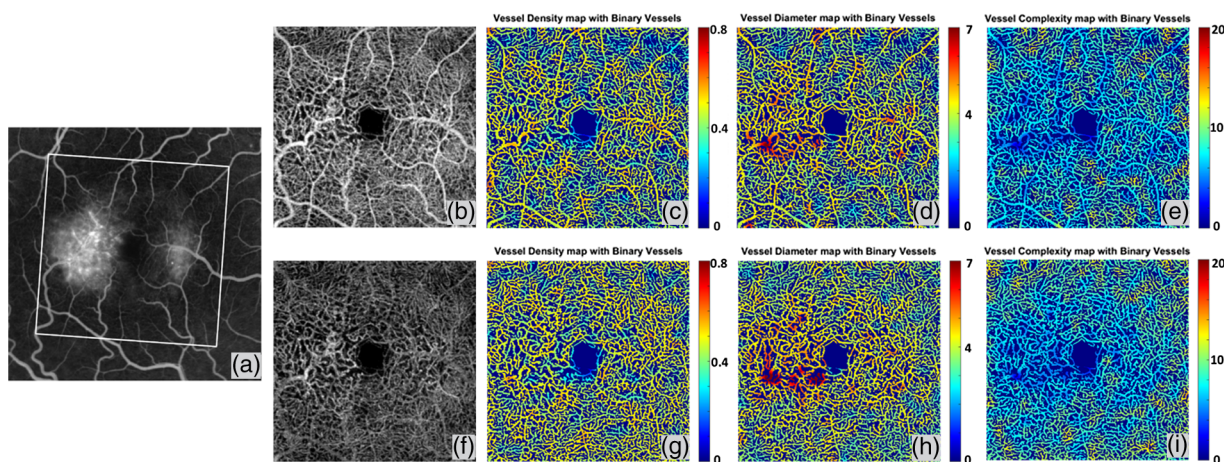 Vessel Density map with Binary Vessels
Vessel Diameter map with Binary Vessels
Vessel Complexity map with Binary Vessels
0.8
0.4
0
7
4
0
20
10
0
(a)
(b)
(c)
(d)
(e)
Vessel Density map with Binary Vessels
Vessel Diameter map with Binary Vessels
Vessel Complexity map with Binary Vessels
0.8
0.4
0
7
4
0
20
10
0
(f)
(g)
(h)
(i)